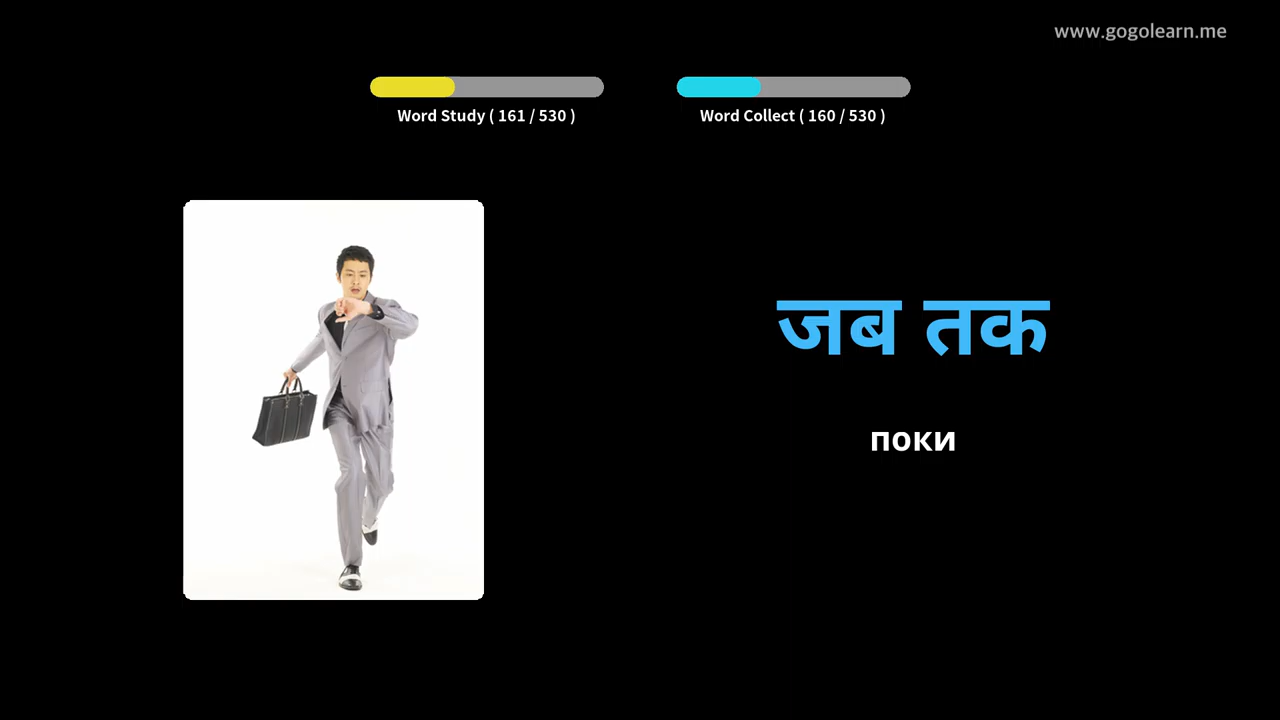 www.gogolearn.me
Word Study ( 161 / 530 )
Word Collect ( 160 / 530 )
जब तक
поки